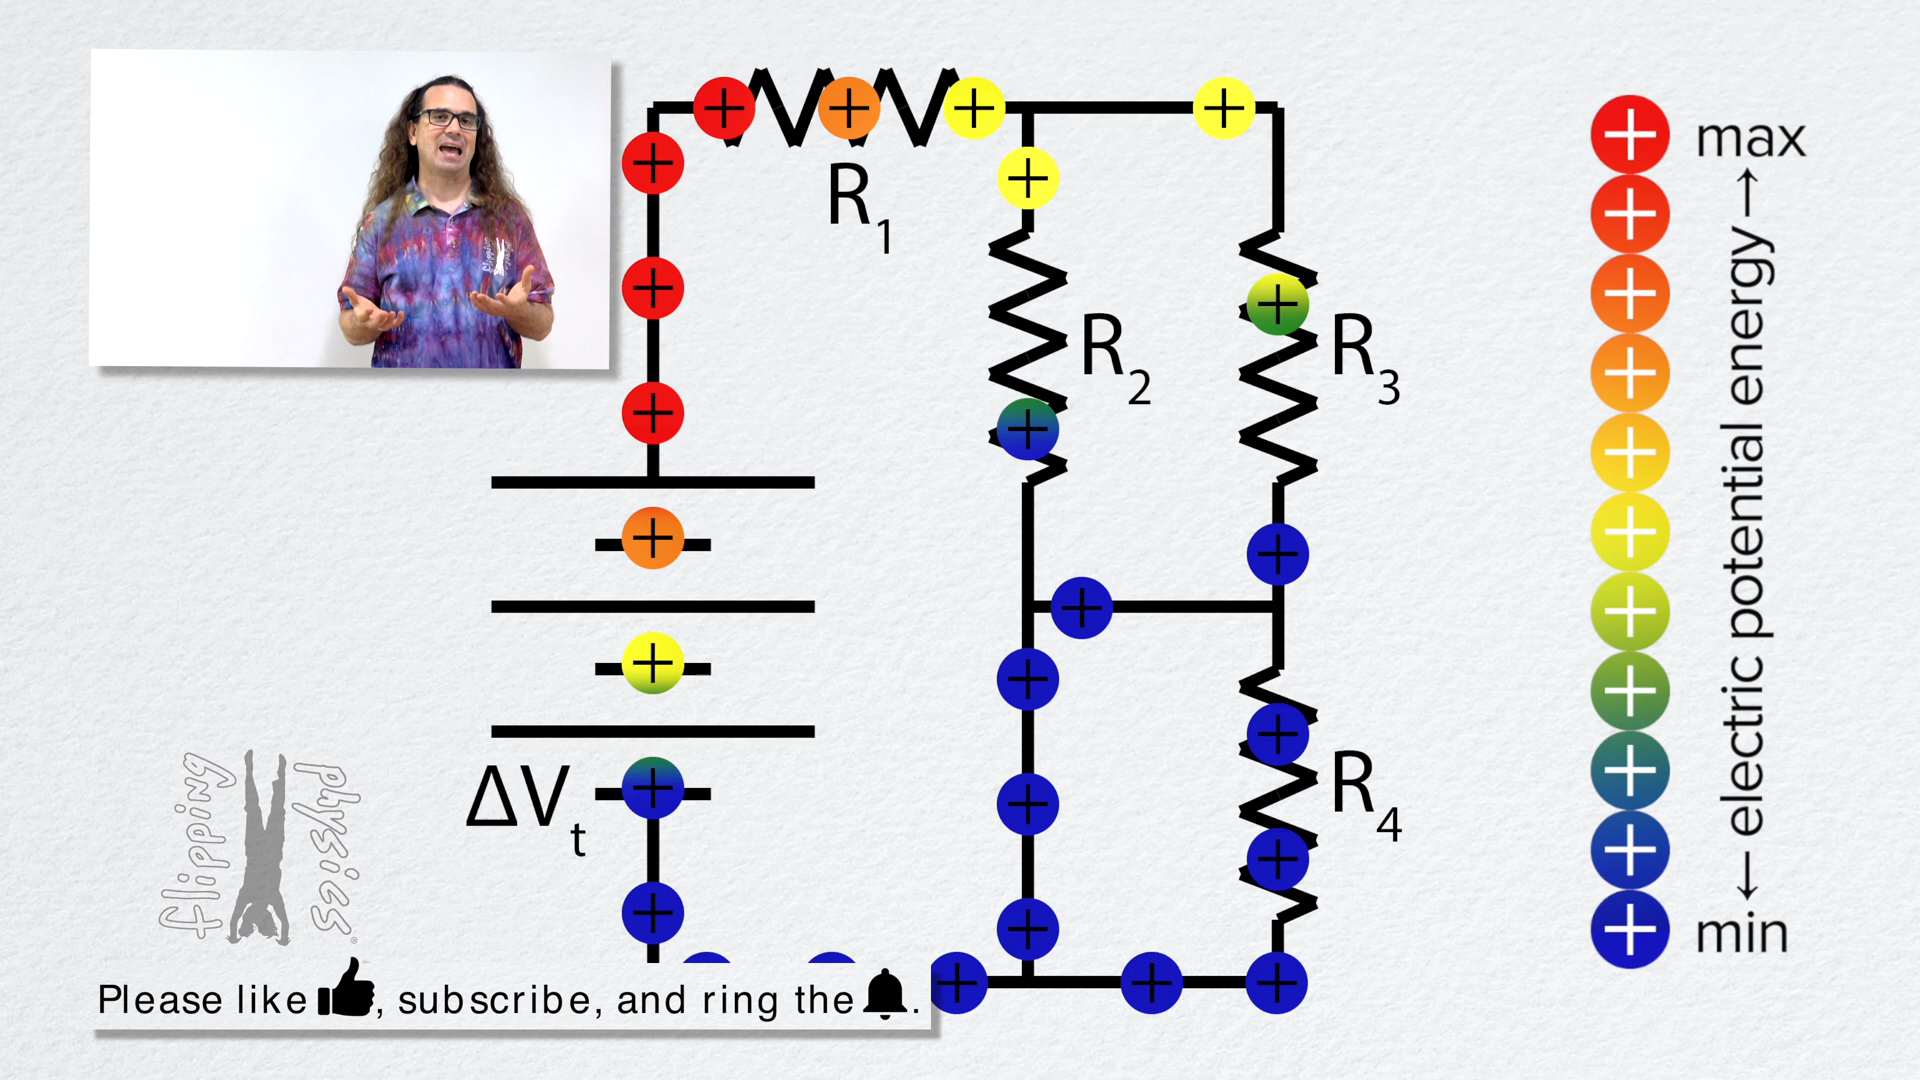 R1
R2
R3
R4
ΔVt
max
← electric potential energy →
min
flipping
physics
Please like 👍, subscribe, and ring the 🔔.